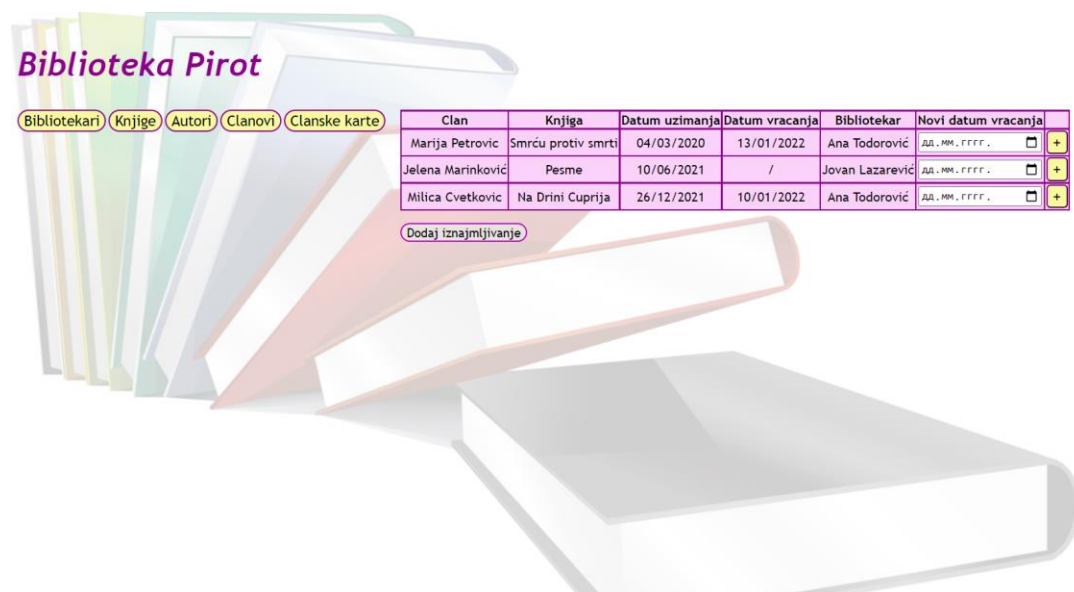 Biblioteka Pirot
Bibliotekari Knjige Autori Clanovi Clanske karte
Clan Knjiga Datum uzimanja Datum vracanja Bibliotekar Novi datum vracanja
Marija Petrovic Smrću protiv smrti 04/03/2020 13/01/2022 Ana Todorović дд.мм.гггг. +
Jelena Marinković Pesme 10/06/2021 / Jovan Lazarević дд.мм.гггг. +
Milica Cvetkovic Na Drini Cuprija 26/12/2021 10/01/2022 Ana Todorović дд.мм.гггг. +
Dodaj iznajmljivanje